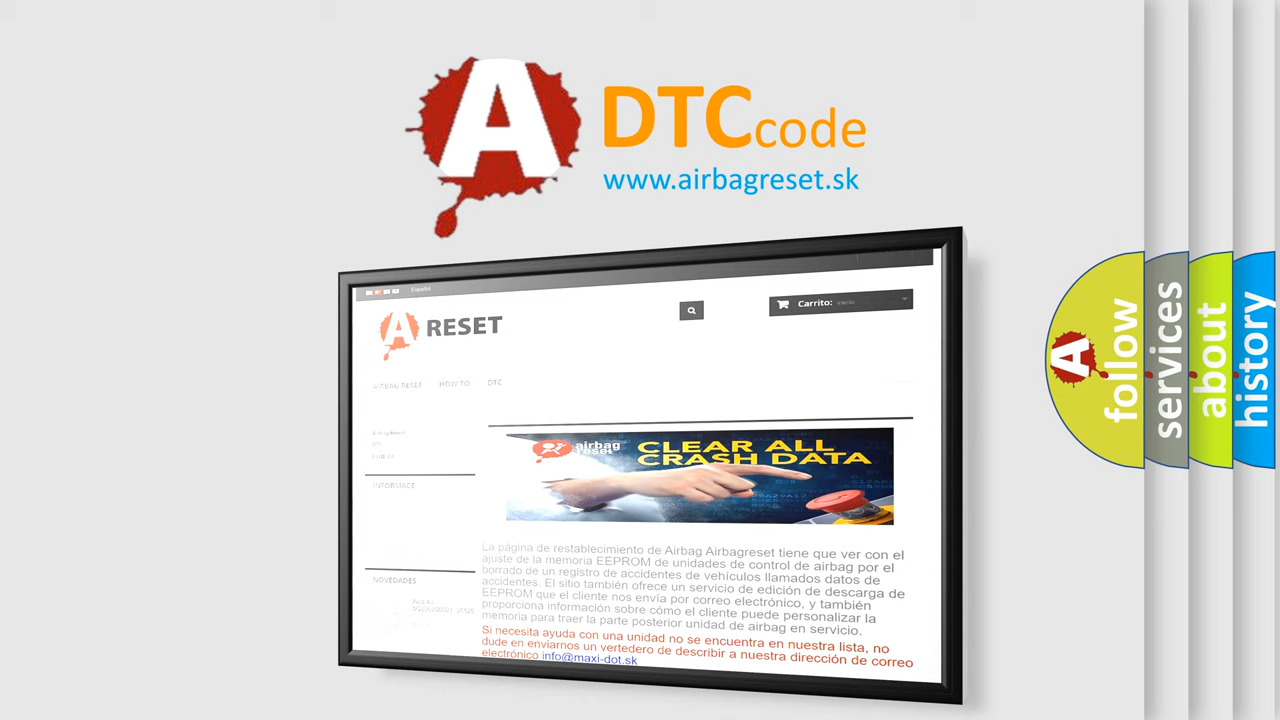 A DTCcode
www.airbagreset.sk
Español
A RESET
Carrito: vacío
AIRBAG RESET HOW TO DTC
INFORMACE
NOVEDADES
airbag
reset
CLEAR ALL
CRASH DATA
La página de restablecimiento de Airbag Airbagreset tiene que ver con el
ajuste de la memoria EEPROM de unidades de control de airbag por el
borrado de un registro de accidentes de vehículos llamados datos de
accidentes. El sitio también ofrece un servicio de edición de descarga de
EEPROM que el cliente nos envía por correo electrónico, y también
proporciona información sobre cómo el cliente puede personalizar la
memoria para traer la parte posterior unidad de airbag en servicio.
Si necesita ayuda con una unidad no se encuentra en nuestra lista, no
dude en enviarnos un vertedero de describir a nuestra dirección de correo
electrónico info@maxi-dot.sk
A follow
services
about
history